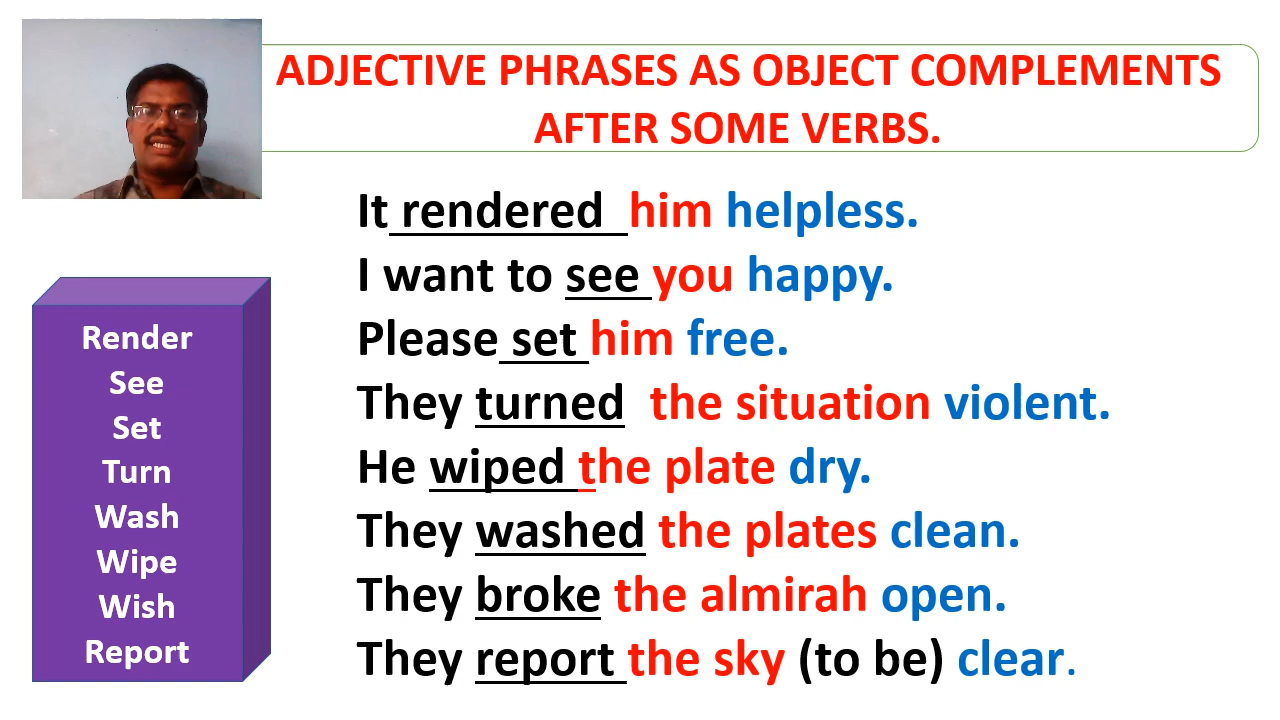 ADJECTIVE PHRASES AS OBJECT COMPLEMENTS
AFTER SOME VERBS.
It rendered him helpless.
I want to see you happy.
Please set him free.
They turned the situation violent.
He wiped the plate dry.
They washed the plates clean.
They broke the almirah open.
They report the sky (to be) clear.
Render
See
Set
Turn
Wash
Wipe
Wish
Report